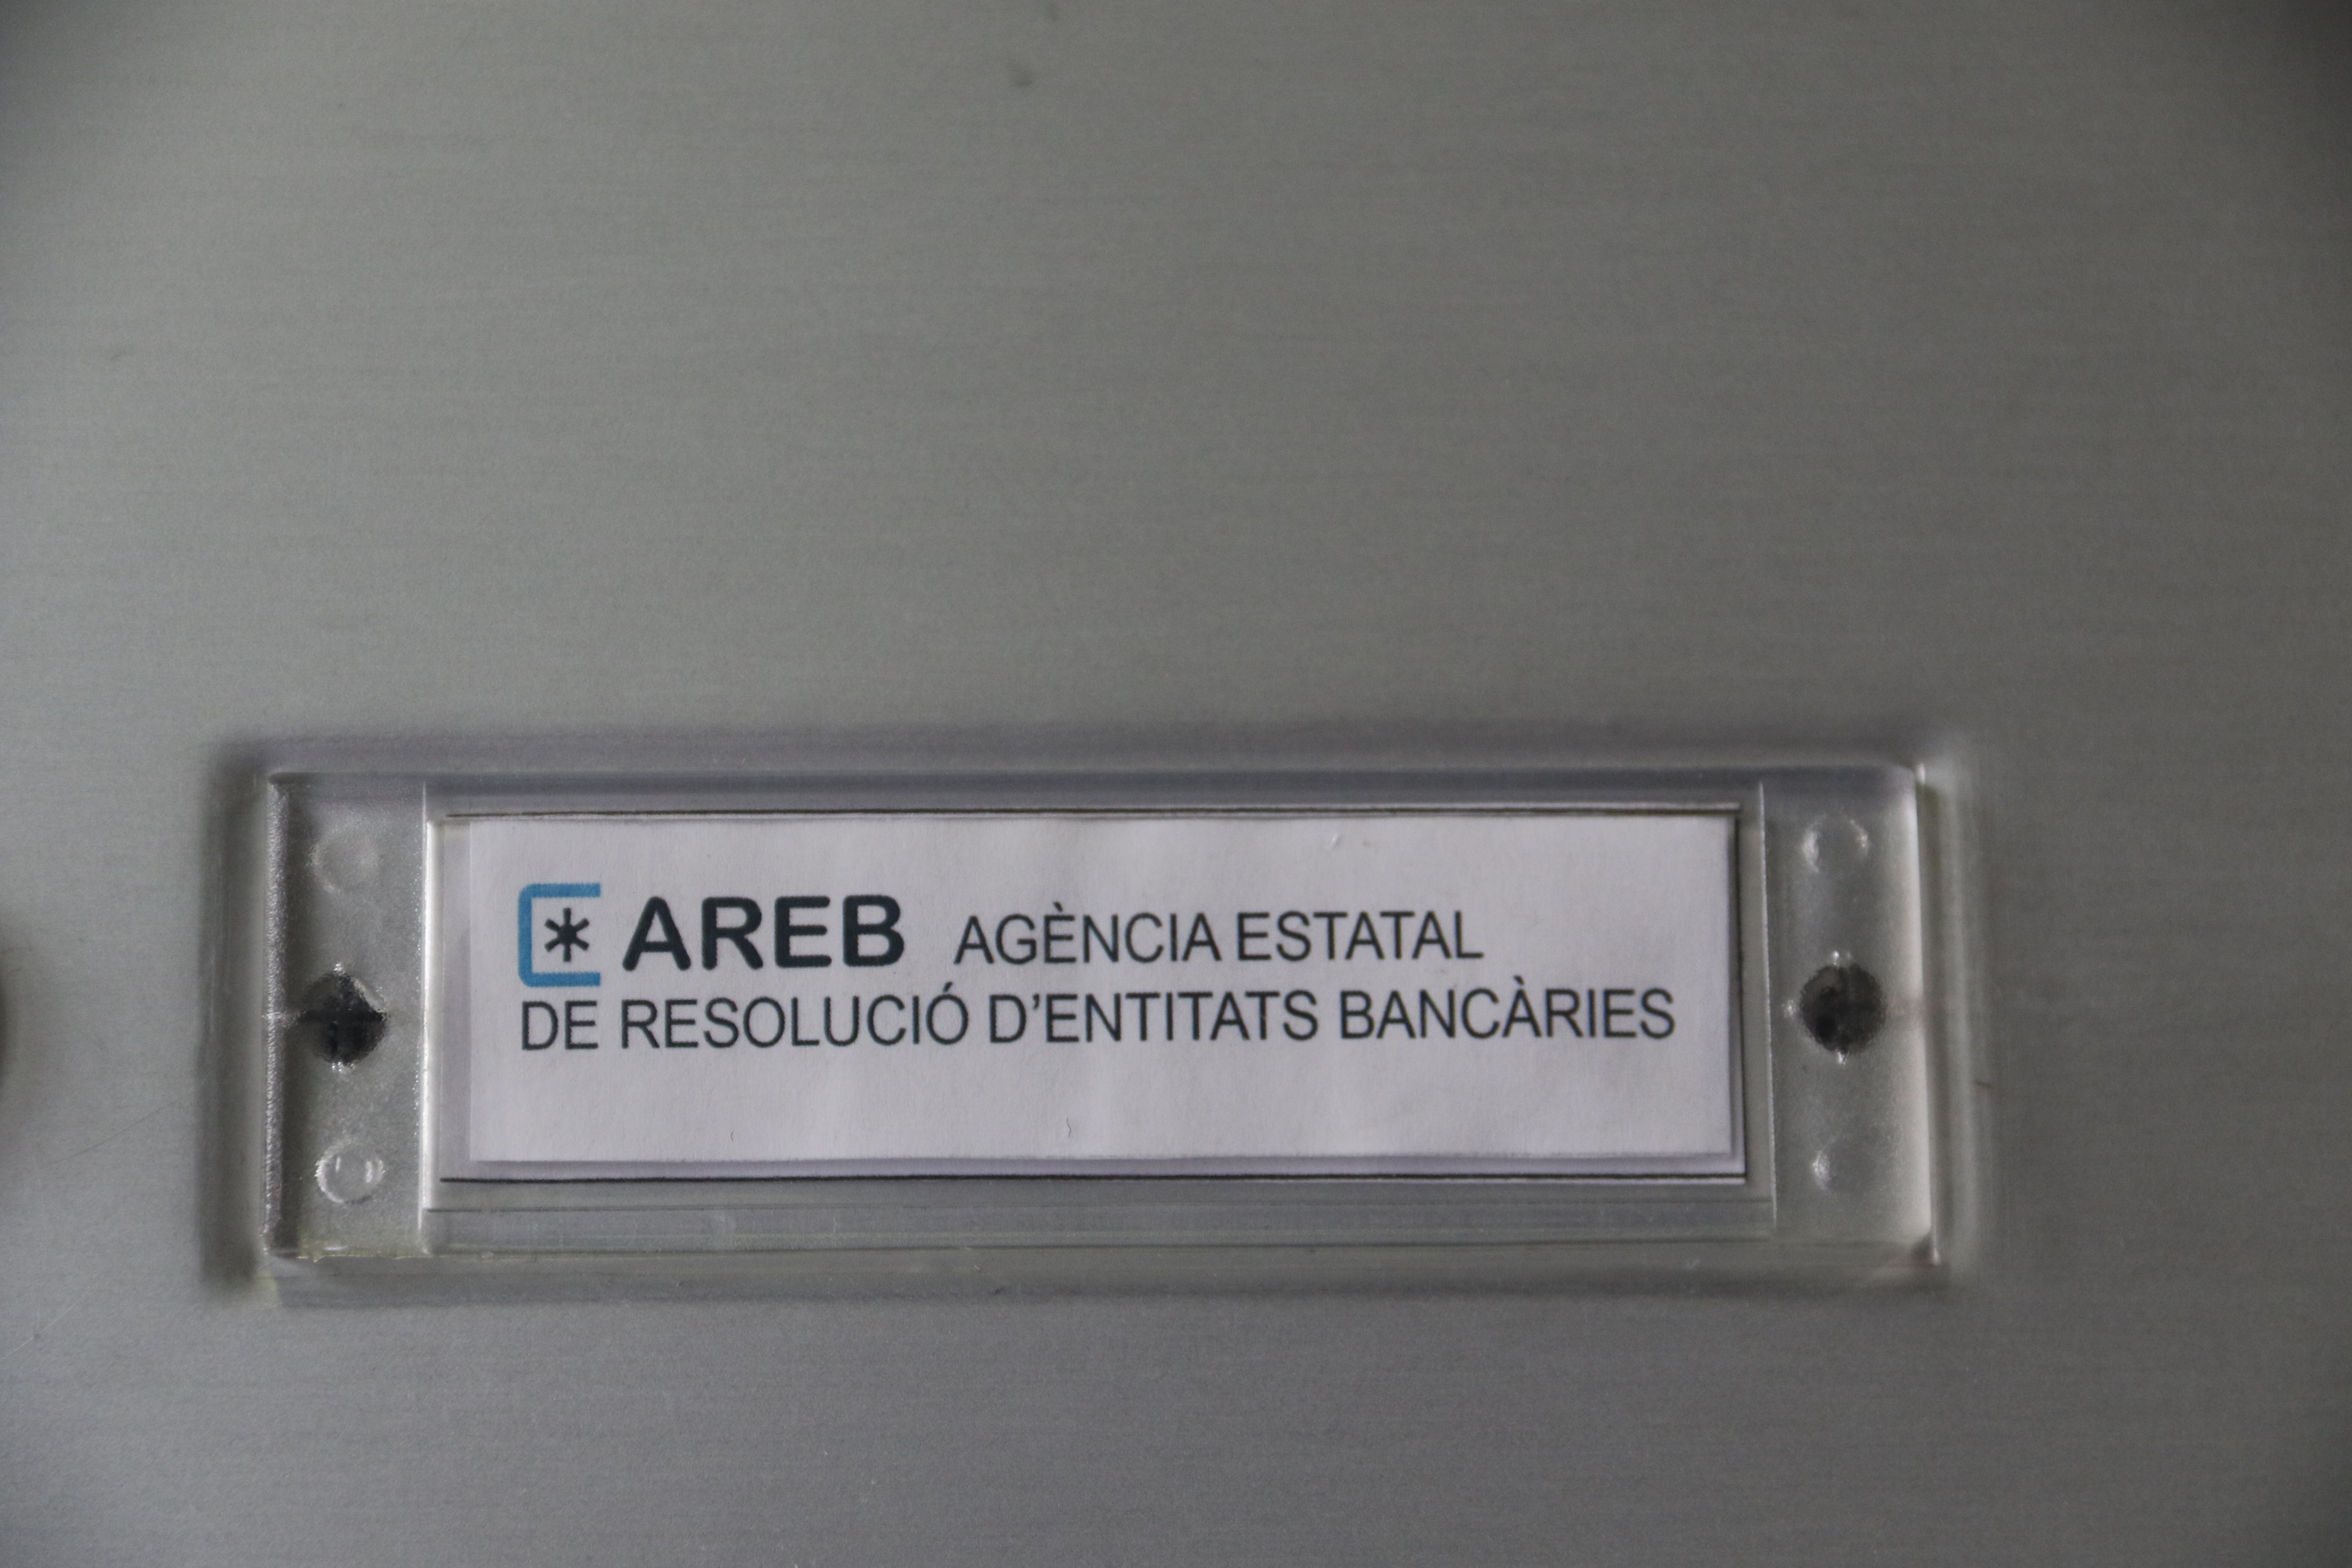 AREB AGÈNCIA ESTATAL
DE RESOLUCIÓ D'ENTITATS BANCÀRIES